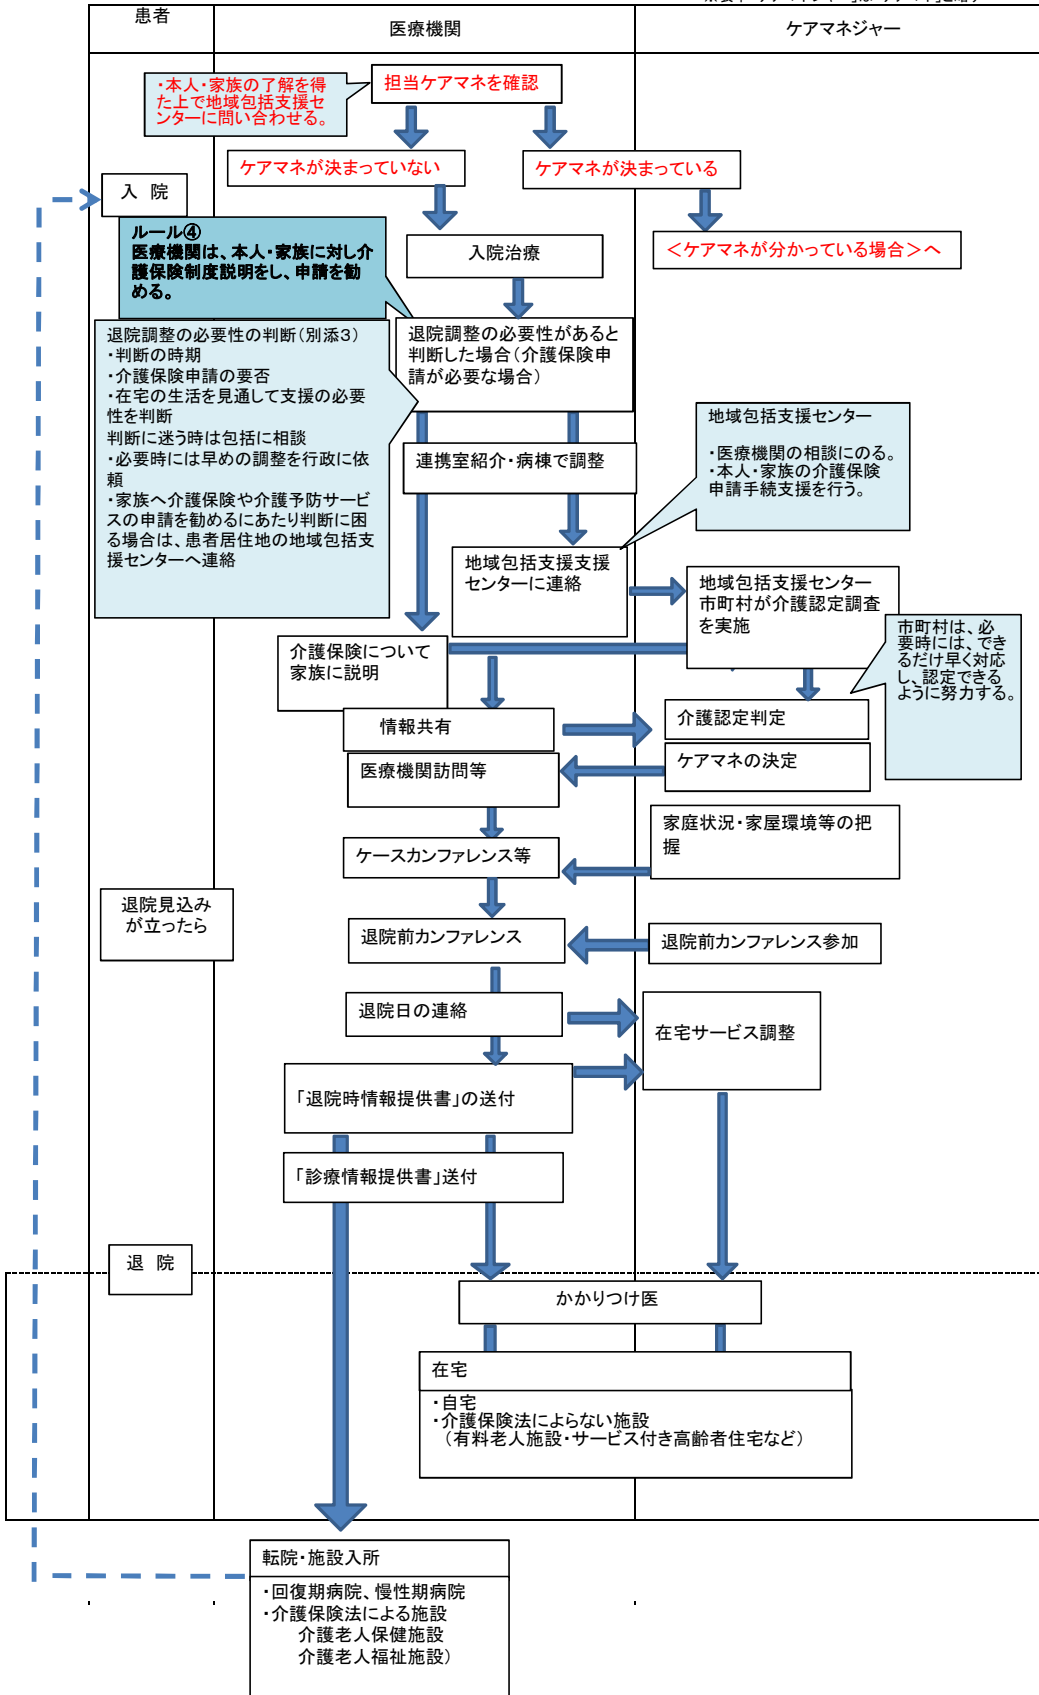 患者
医療機関
ケアマネジャー
・本人・家族の了解を得
た上で地域包括支援セ
ンターに問い合わせる。
担当ケアマネを確認
ケアマネが決まっていない
ケアマネが決まっている
入 院
＜ケアマネが分かっている場合＞へ
ルール④
医療機関は、本人・家族に対し介
護保険制度説明をし、申請を勧
める。
入院治療
退院調整の必要性の判断(別添3)
・判断の時期
・介護保険申請の要否
・在宅の生活を見通して支援の必要
性を判断
判断に迷う時は包括に相談
・必要時には早めの調整を行政に依
頼
・家族へ介護保険や介護予防サービ
スの申請を勧めるにあたり判断に困
る場合は、患者居住地の地域包括支
援センターへ連絡
退院調整の必要性があると
判断した場合(介護保険申
請が必要な場合)
連携室紹介・病棟で調整
地域包括支援センター
・医療機関の相談にのる。
・本人・家族の介護保険
申請手続支援を行う。
地域包括支援支援
センターに連絡
地域包括支援センター
市町村が介護認定調査
を実施
市町村は、必
要時には、でき
るだけ早く対応
し、認定できる
ように努力する。
介護保険について
家族に説明
情報共有
介護認定判定
医療機関訪問等
ケアマネの決定
家庭状況・家屋環境等の把
握
ケースカンファレンス等
退院見込み
が立ったら
退院前カンファレンス
退院前カンファレンス参加
退院日の連絡
在宅サービス調整
「退院時情報提供書」の送付
「診療情報提供書」送付
退 院
かかりつけ医
在宅
・自宅
・介護保険法によらない施設
(有料老人施設・サービス付き高齢者住宅など)
転院・施設入所
・回復期病院、慢性期病院
・介護保険法による施設
介護老人保健施設
介護老人福祉施設)